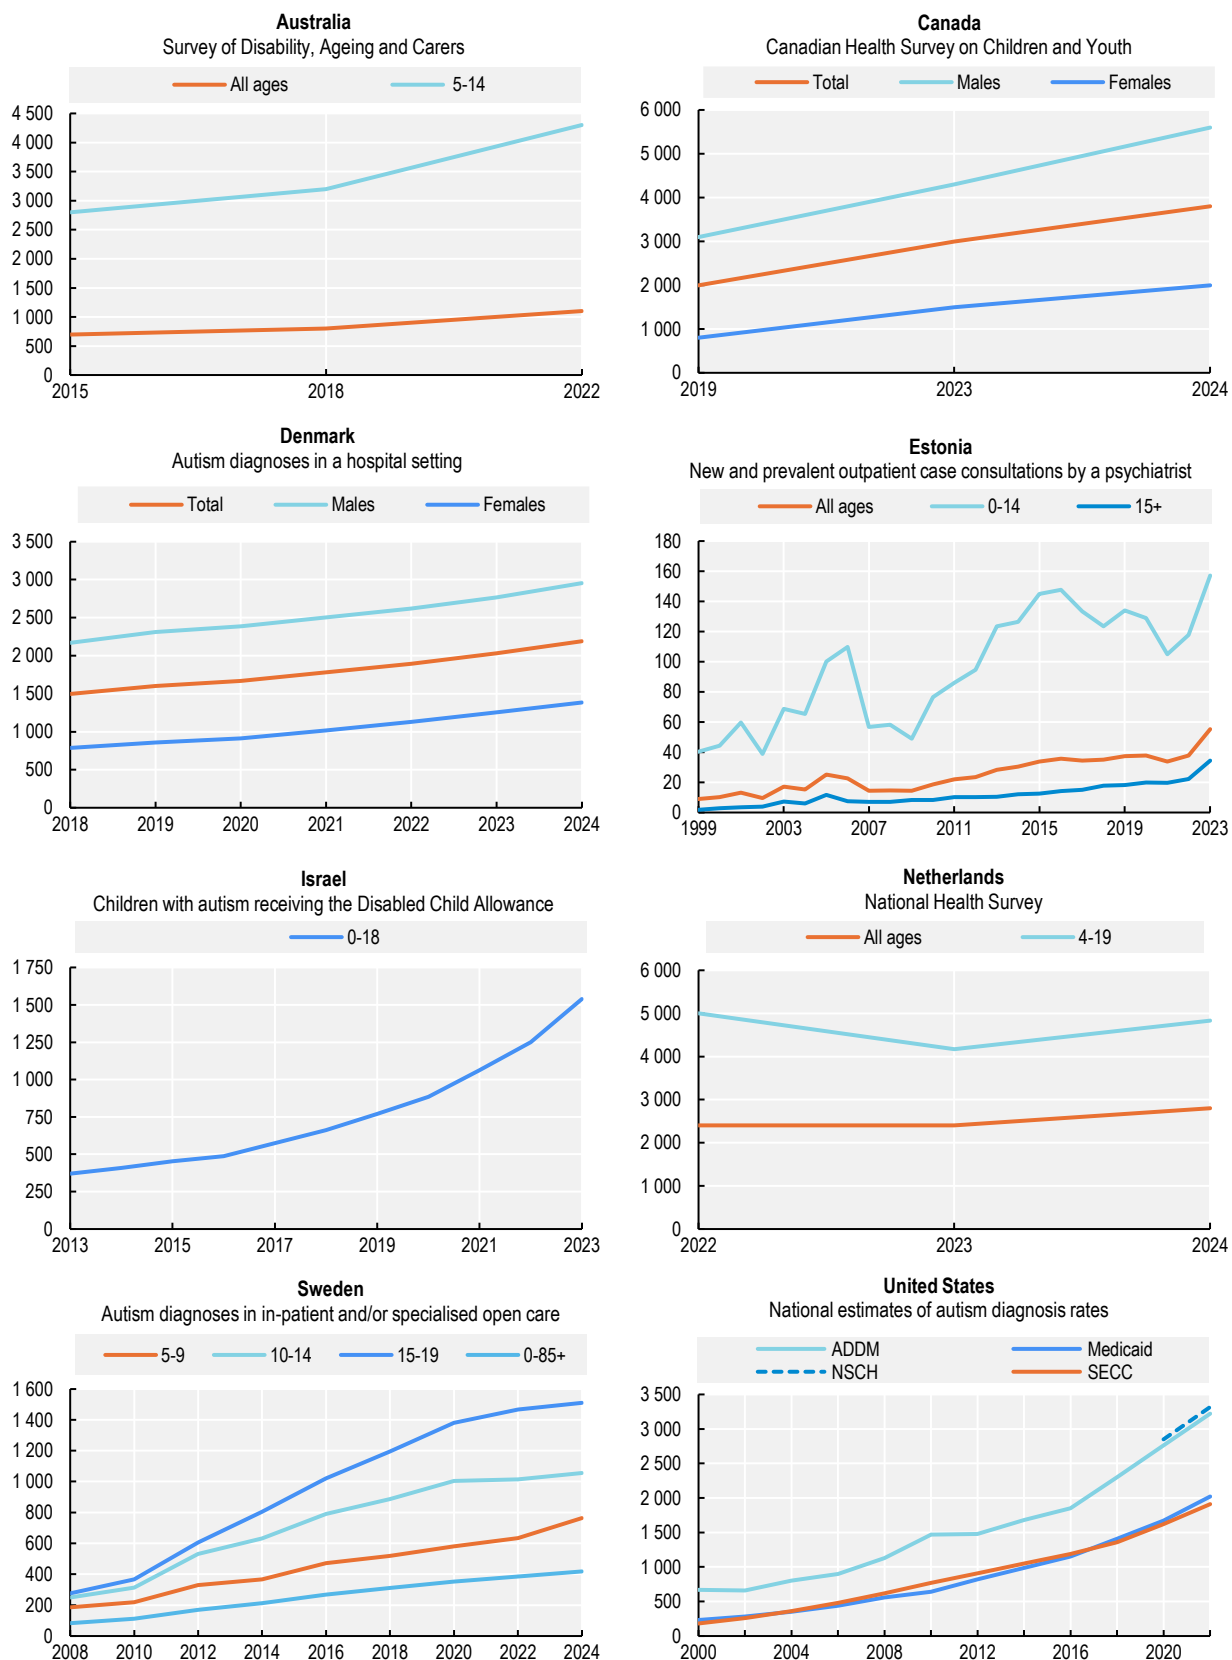 Australia
Survey of Disability, Ageing and Carers
All ages 5-14
4 500
4 000
3 500
3 000
2 500
2 000
1 500
1 000
500
0
2015 2018 2022
Canada
Canadian Health Survey on Children and Youth
Total Males Females
6 000
5 000
4 000
3 000
2 000
1 000
0
2019 2023 2024
Denmark
Autism diagnoses in a hospital setting
Total Males Females
3 500
3 000
2 500
2 000
1 500
1 000
500
0
2018 2019 2020 2021 2022 2023 2024
Estonia
New and prevalent outpatient case consultations by a psychiatrist
All ages 0-14 15+
180
160
140
120
100
80
60
40
20
0
1999 2003 2007 2011 2015 2019 2023
Israel
Children with autism receiving the Disabled Child Allowance
0-18
1 750
1 500
1 250
1 000
750
500
250
0
2013 2015 2017 2019 2021 2023
Netherlands
National Health Survey
All ages 4-19
6 000
5 000
4 000
3 000
2 000
1 000
0
2022 2023 2024
Sweden
Autism diagnoses in in-patient and/or specialised open care
5-9 10-14 15-19 0-85+
1 600
1 400
1 200
1 000
800
600
400
200
0
2008 2010 2012 2014 2016 2018 2020 2022 2024
United States
National estimates of autism diagnosis rates
ADDM Medicaid
NSCH SECC
3 500
3 000
2 500
2 000
1 500
1 000
500
0
2000 2004 2008 2012 2016 2020